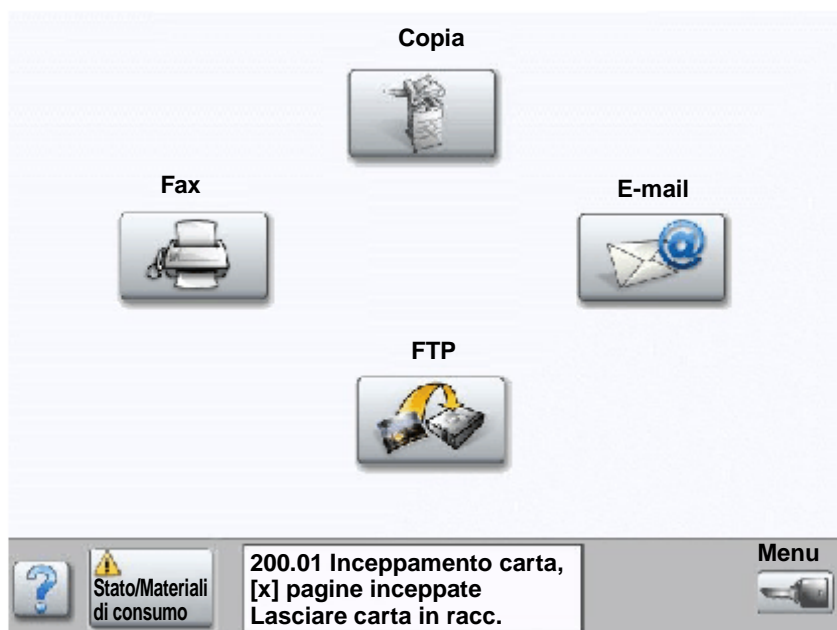 Copia
Fax
E-mail
FTP
Stato/Materiali
di consumo
200.01 Inceppamento carta,
[x] pagine inceppate
Lasciare carta in racc.
Menu